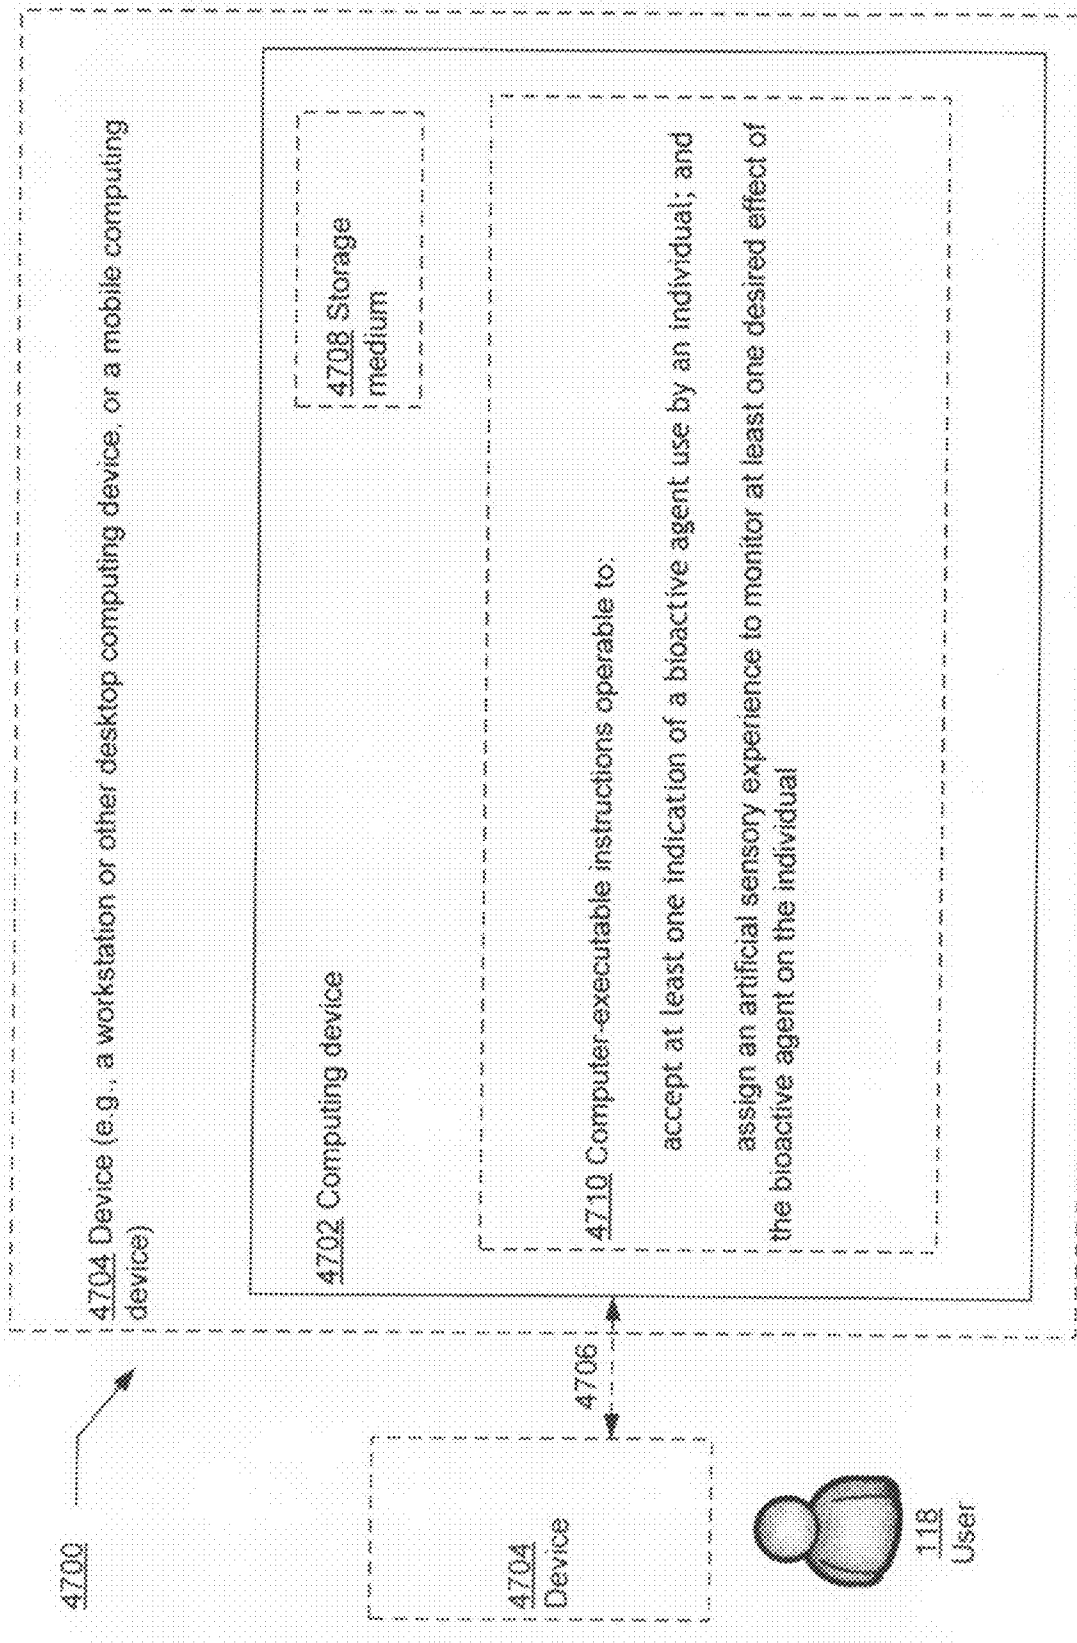 4700
4704 Device (e.g., a workstation or other desktop computing device, or a mobile computing
device)
4702 Computing device
4708 Storage
medium
4710 Computer-executable instructions operable to:
accept at least one indication of a bioactive agent use by an individual; and
assign an artificial sensory experience to monitor at least one desired effect of
the bioactive agent on the individual
4706
4704
Device
118
User